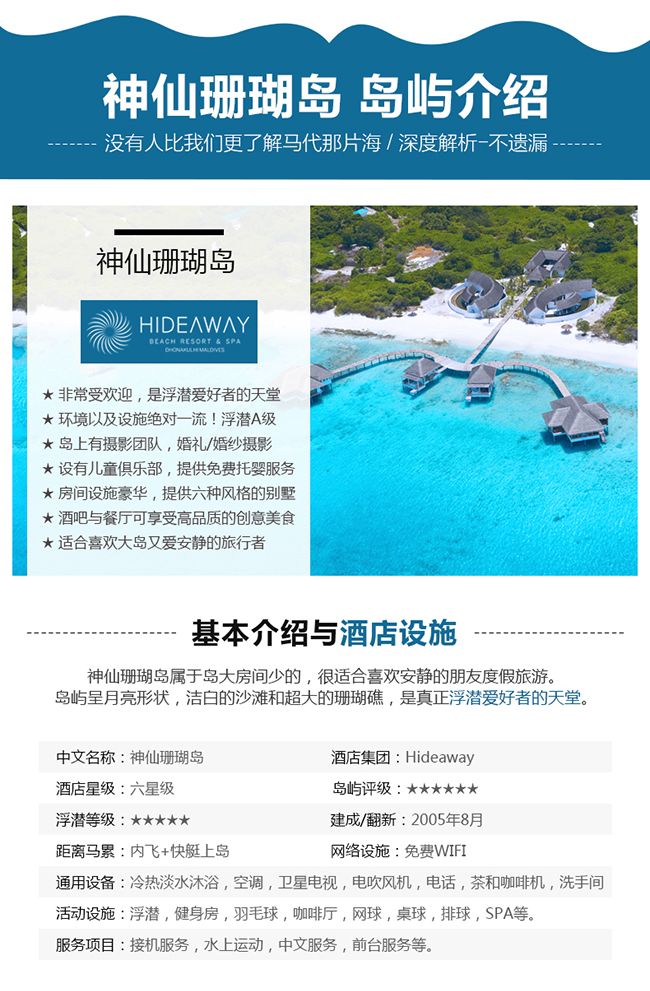 神仙珊瑚岛 岛屿介绍
------- 没有人比我们更了解马代那片海 / 深度解析-不遗漏 -------
神仙珊瑚岛
HIDEAWAY
BEACH RESORT & SPA
DHONAKULHI MALDIVES
★ 非常受欢迎，是浮潜爱好者的天堂
★ 环境以及设施绝对一流！浮潜A级
★ 岛上有摄影团队，婚礼/婚纱摄影
★ 设有儿童俱乐部，提供免费托婴服务
★ 房间设施豪华，提供六种风格的别墅
★ 酒吧与餐厅可享受高品质的创意美食
★ 适合喜欢大岛又爱安静的旅行者
基本介绍与酒店设施
神仙珊瑚岛属于岛大房间少的，很适合喜欢安静的朋友度假旅游。
岛屿呈月亮形状，洁白的沙滩和超大的珊瑚礁，是真正浮潜爱好者的天堂。
中文名称：神仙珊瑚岛 酒店集团：Hideaway
酒店星级：六星级 岛屿评级：★★★★★★
浮潜等级：★★★★★ 建成/翻新：2005年8月
距离马累：内飞+快艇上岛 网络设施：免费WIFI
通用设备：冷热淡水沐浴，空调，卫星电视，电吹风机，电话，茶和咖啡机，洗手间
活动设施：浮潜，健身房，羽毛球，咖啡厅，网球，桌球，排球，SPA等。
服务项目：接机服务，水上运动，中文服务，前台服务等。